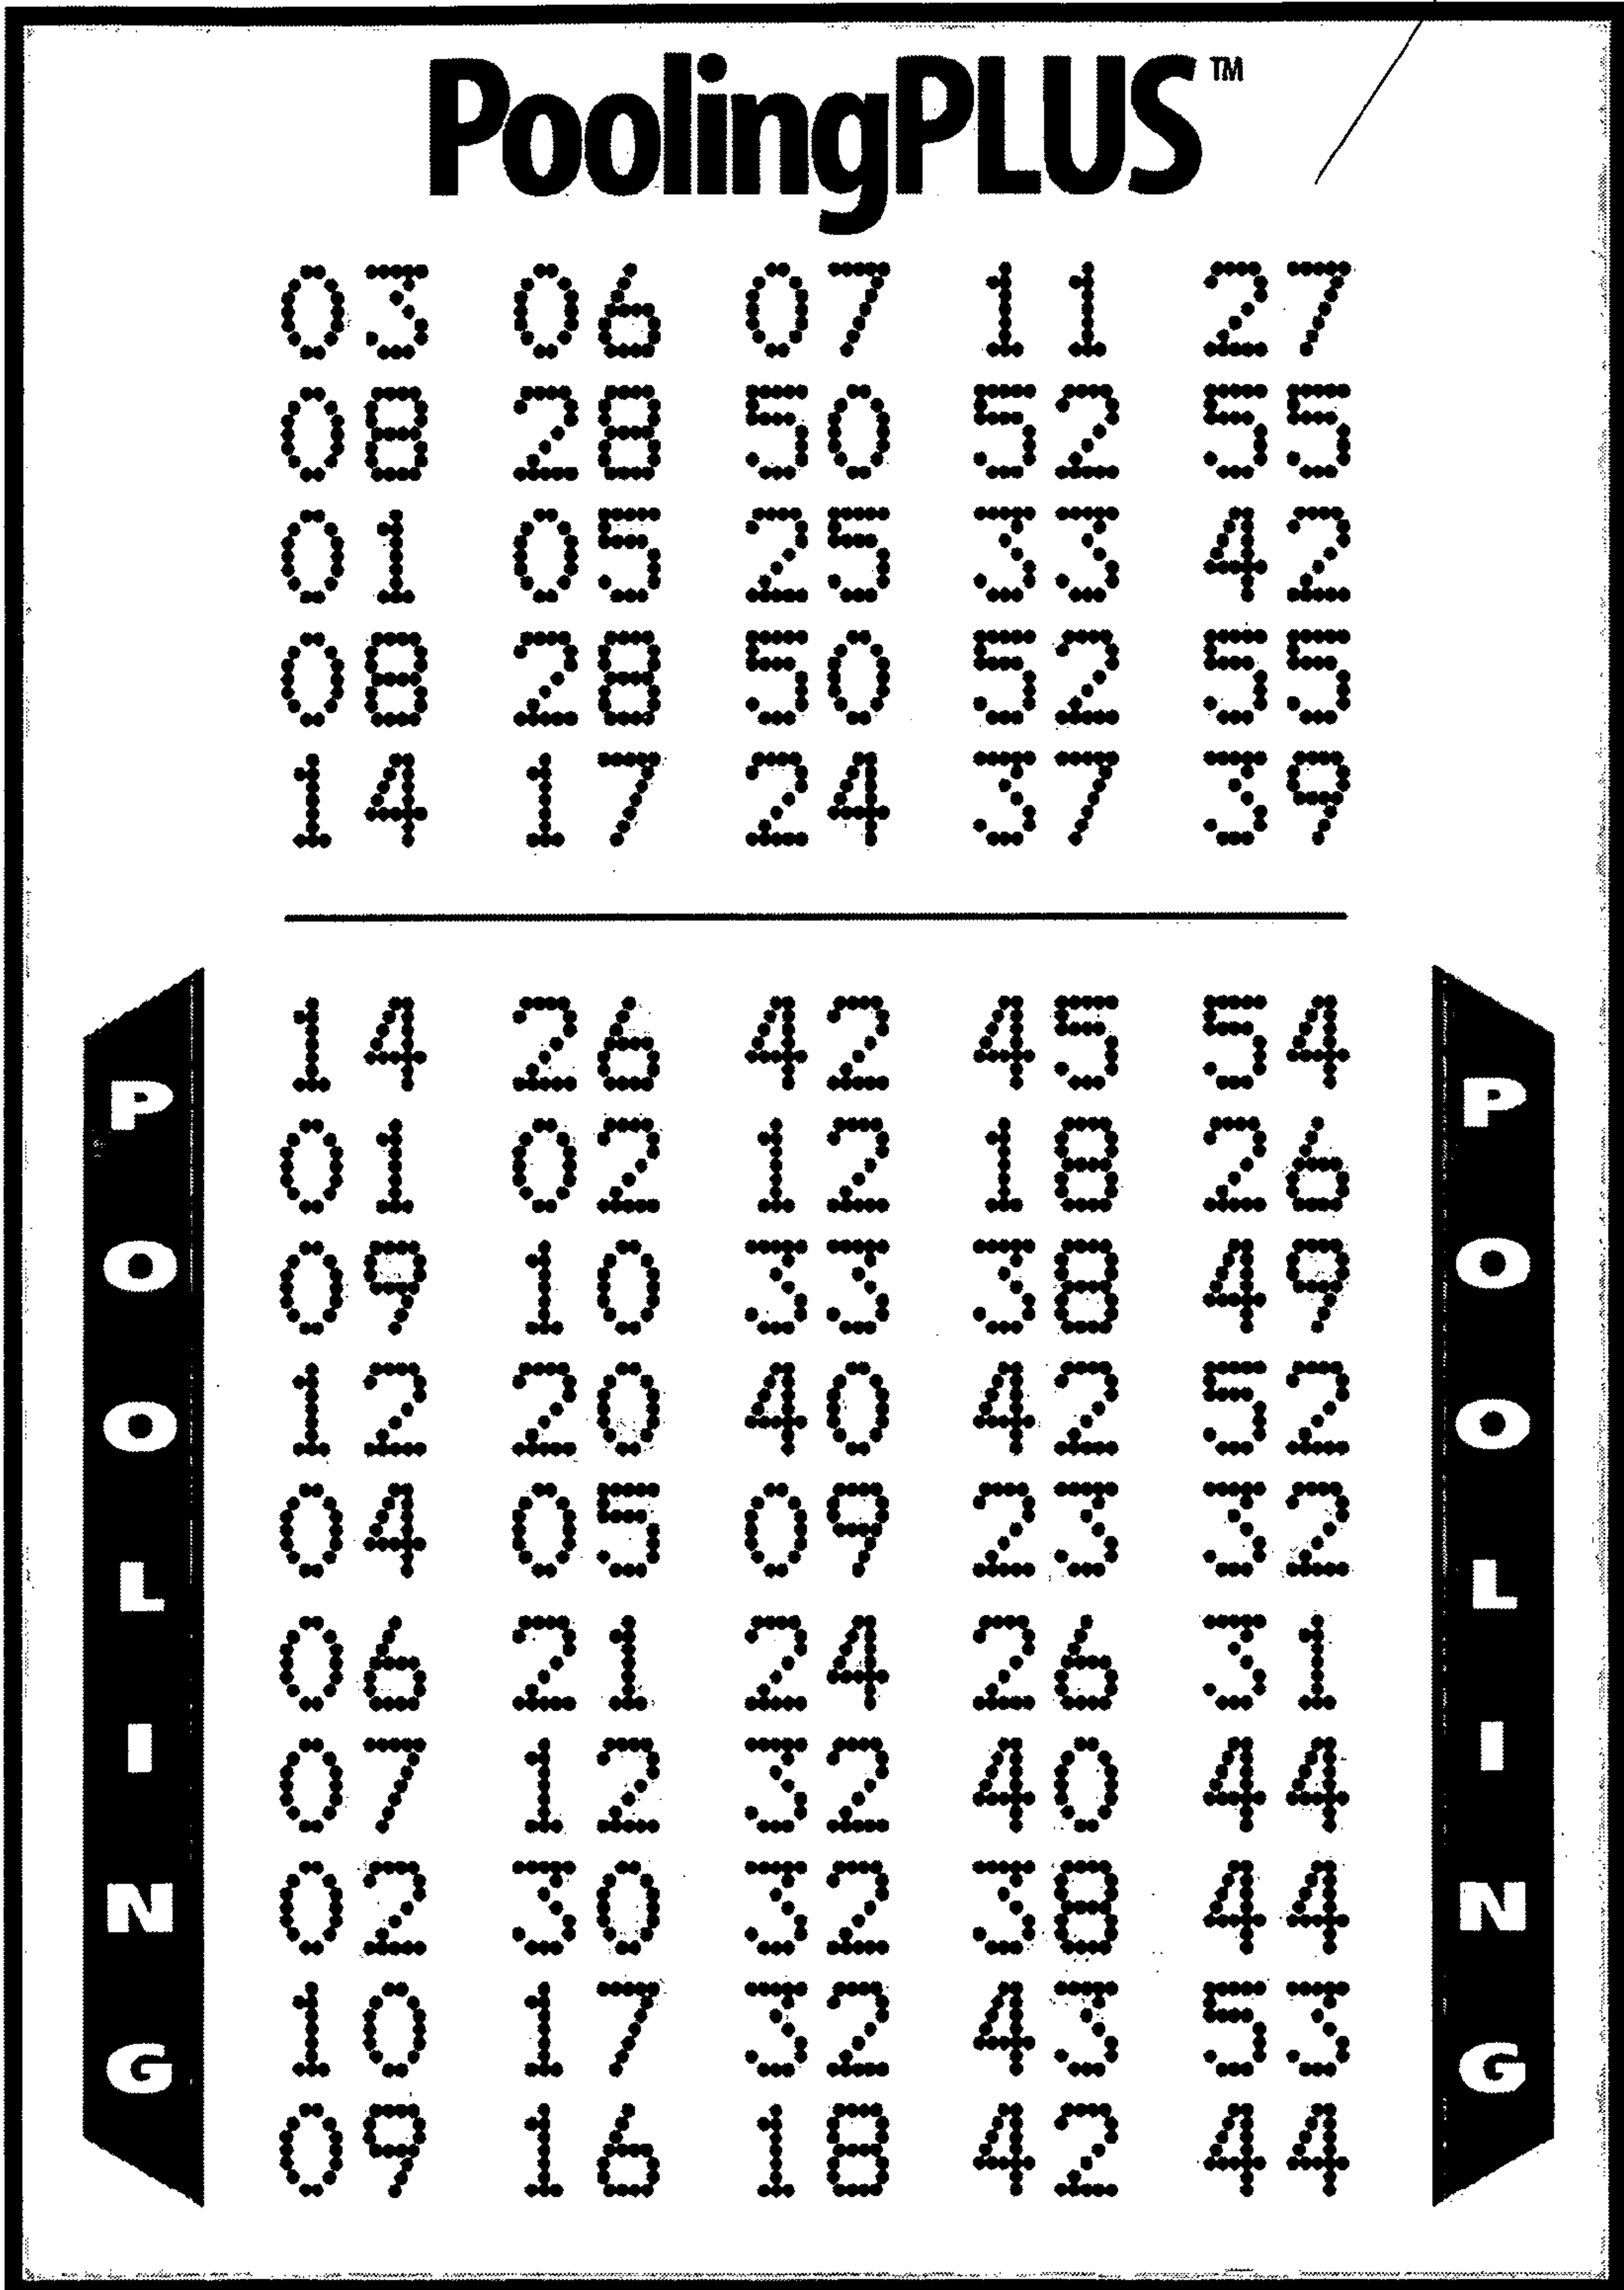 PoolingPLUS™
03 06 07 11 27
08 28 50 52 55
01 05 25 33 42
08 28 50 52 55
14 17 24 37 39
14 26 42 45 54
01 02 12 18 26
09 10 33 38 49
12 20 40 42 52
04 05 09 23 32
06 21 24 26 31
07 12 32 40 44
02 30 32 38 44
10 17 32 43 53
09 16 18 42 44
POOLING
POOLING